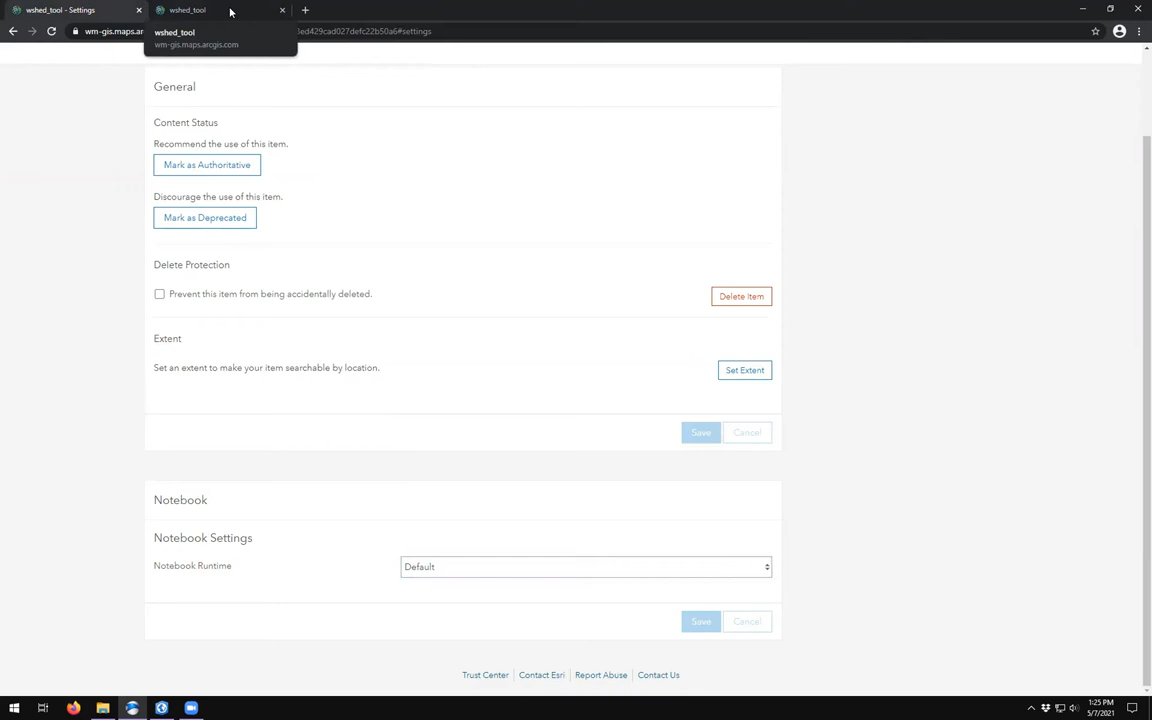 wshed_tool - Settings
wshed_tool
wm-gis.maps.ar
8ed429cad027defc22b50a6#settings
wshed_tool
wm-gis.maps.arcgis.com
General
Content Status
Recommend the use of this item.
Mark as Authoritative
Discourage the use of this item.
Mark as Deprecated
Delete Protection
Prevent this item from being accidentally deleted.
Delete Item
Extent
Set an extent to make your item searchable by location.
Set Extent
Save
Cancel
Notebook
Notebook Settings
Notebook Runtime
Default
Save
Cancel
Trust Center
Contact Esri
Report Abuse
Contact Us
1:25 PM
5/7/2021